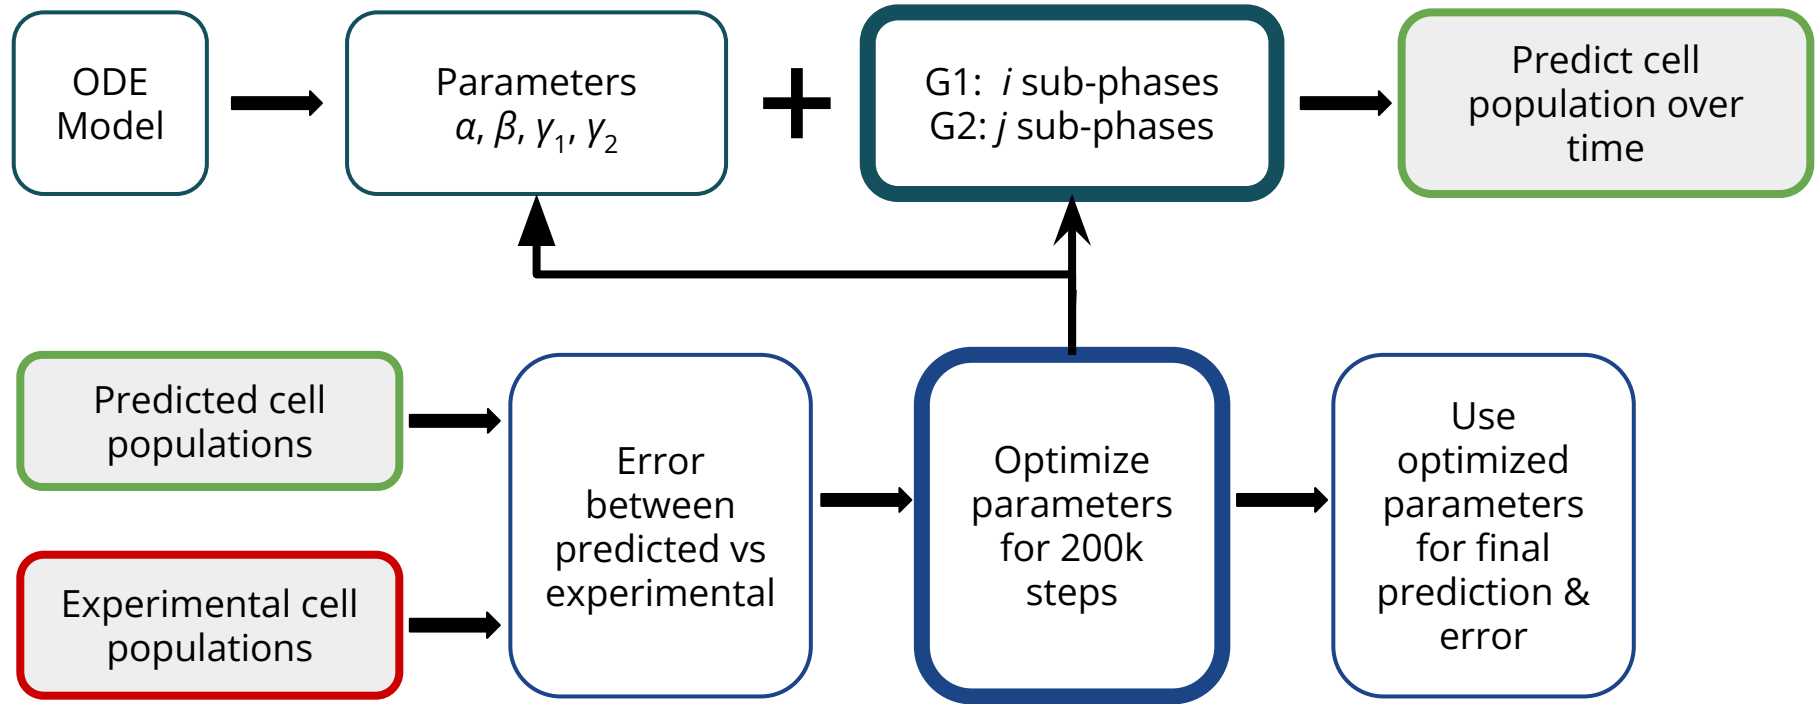 ODE
Model
Parameters
α, β, γ₁, γ₂
+
G1: i sub-phases
G2: j sub-phases
Predict cell
population over
time
Predicted cell
populations
Experimental cell
populations
Error
between
predicted vs
experimental
Optimize
parameters
for 200k
steps
Use
optimized
parameters
for final
prediction &
error